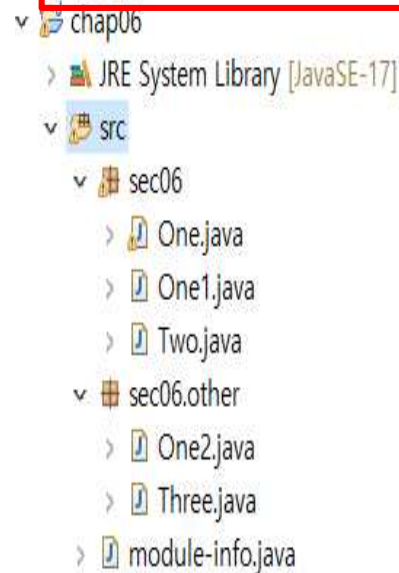 chap06
JRE System Library [JavaSE-17]
src
sec06
One.java
One1.java
Two.java
sec06.other
One2.java
Three.java
module-info.java